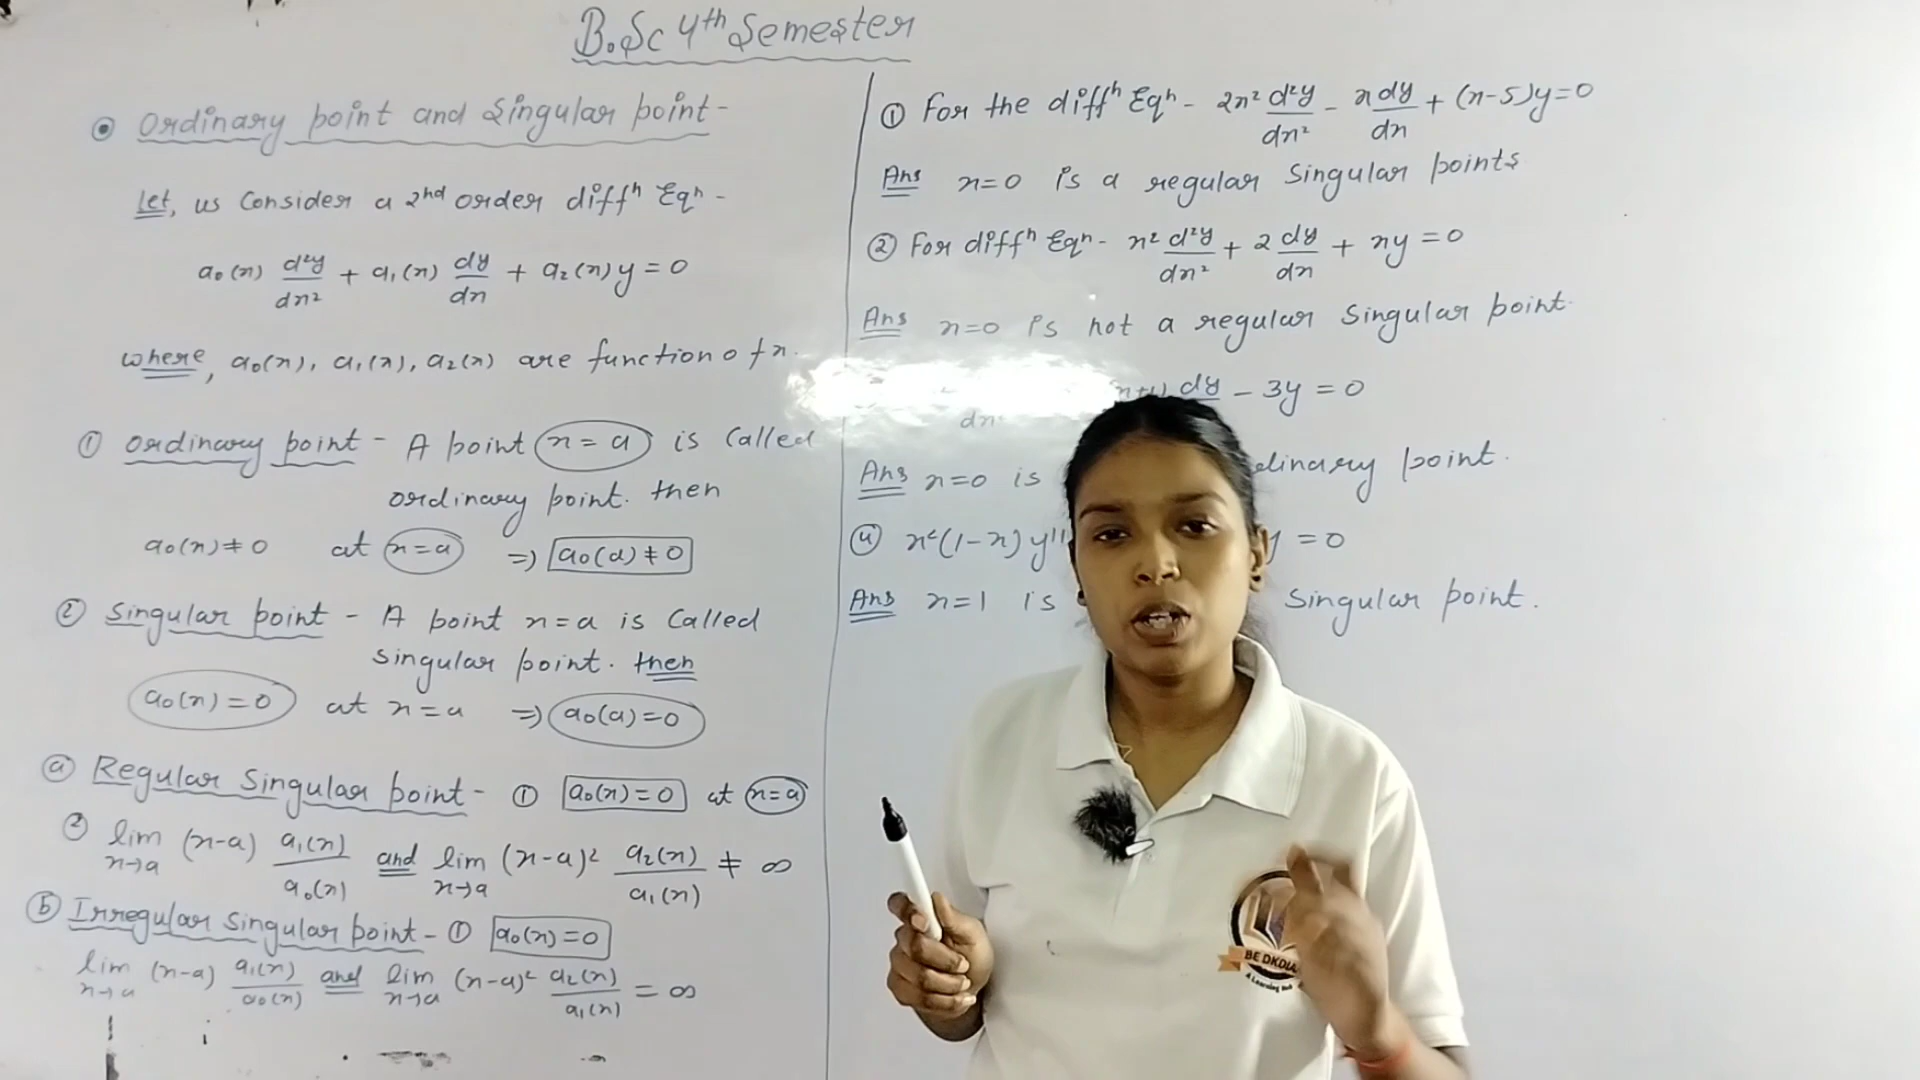 B.Sc 4th Semester
Ordinary point and Singular point-
Let, us Consider a 2nd order diffn Eqn -
a₀(x) d²y/dx² + a₁(x) dy/dx + a₂(x)y = 0
where, a₀(x), a₁(x), a₂(x) are function of x.
① Ordinary point - A point x = a is Called
ordinary point. then
a₀(x) ≠ 0 at x=a ⇒ a₀(a) ≠ 0
② Singular point - A point x=a is Called
Singular point. then
a₀(x) = 0 at x=a ⇒ a₀(a)=0
ⓐ Regular Singular point - ① a₀(x)=0 at x=a
② lim x→a (x-a) a₁(x)/a₀(x) and lim x→a (x-a)² a₂(x)/a₁(x) ≠ ∞
ⓑ Irregular Singular point - ① a₀(x)=0
lim x→a (x-a) a₁(x)/a₀(x) and lim x→a (x-a)² a₂(x)/a₁(x) = ∞
① For the diffn Eqn - 2x² d²y/dx² - x dy/dx + (x-5)y=0
Ans x=0 is a regular Singular points
② For diffn Eqn - x² d²y/dx² + 2 dy/dx + xy = 0
Ans x=0 is not a regular Singular point.
dy - 3y = 0
Ans x=0 is point.
④ x²(1-x) y'' = 0
Ans x=1 is Singular point.
BE DKDIA
A Learning Hub